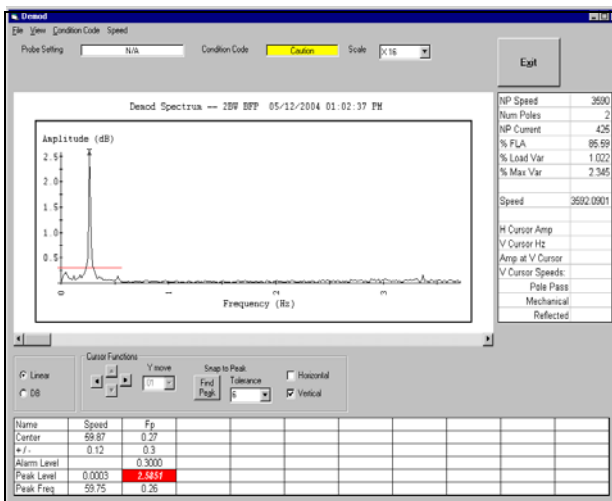 Demod
File View Condition Code Speed
Probe Setting N/A Condition Code Caution Scale X 16
Exit
Demod Spectrum -- 2BW BFP 05/12/2004 01:02:37 PM
Amplitude (dB)
2.5
2.0
1.5
1.0
0.5
0 1 2 3
Frequency (Hz)
NP Speed 3590
Num Poles 2
NP Current 425
% FLA 85.59
% Load Var 1.022
% Max Var 2.345
Speed 3592.0901
H Cursor Amp
V Cursor Hz
Amp at V Cursor
V Cursor Speeds:
Pole Pass
Mechanical
Reflected
Linear
DB
Cursor Functions
Y move
01
Snap to Peak
Find Peak
Tolerance
6
Horizontal
Vertical
Name Speed Fp
Center 59.87 0.27
+ / - 0.12 0.3
Alarm Level 0.3000
Peak Level 0.0003 2.5851
Peak Freq 59.75 0.26